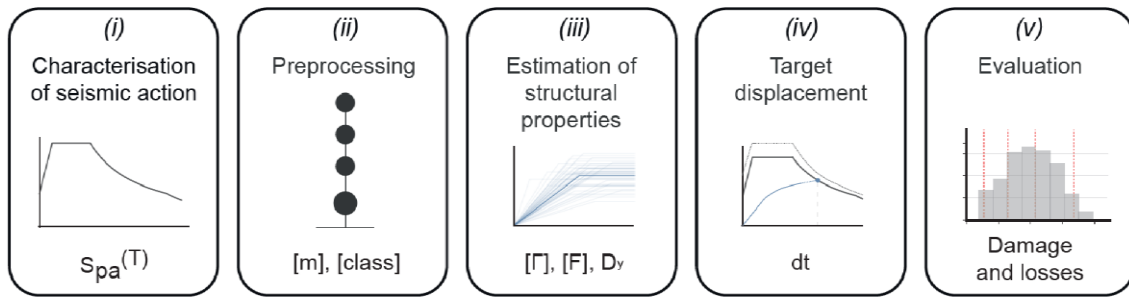 (i)
Characterisation
of seismic action
Spa(T)
(ii)
Preprocessing
[m], [class]
(iii)
Estimation of
structural
properties
[Γ], [F], Dy
(iv)
Target
displacement
dt
(v)
Evaluation
Damage
and losses